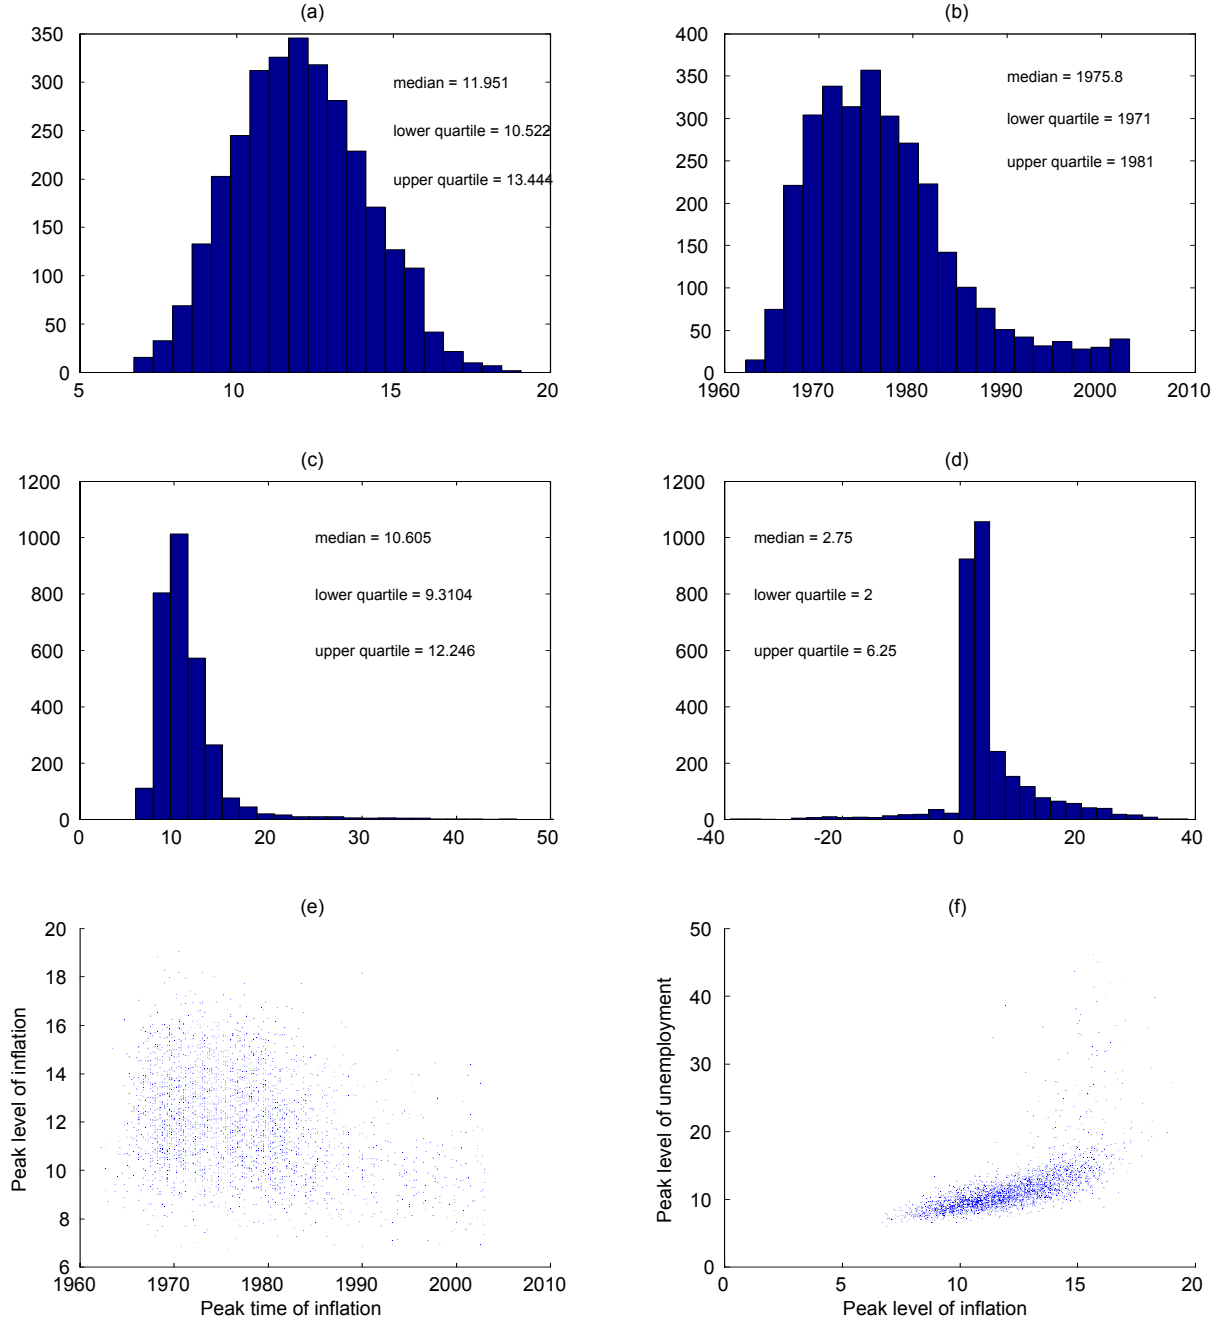 (a)
350
300
250
200
150
100
50
0
5 10 15 20
median = 11.951
lower quartile = 10.522
upper quartile = 13.444
(b)
400
350
300
250
200
150
100
50
0
1960 1970 1980 1990 2000 2010
median = 1975.8
lower quartile = 1971
upper quartile = 1981
(c)
1200
1000
800
600
400
200
0
0 10 20 30 40 50
median = 10.605
lower quartile = 9.3104
upper quartile = 12.246
(d)
1200
1000
800
600
400
200
0
-40 -20 0 20 40
median = 2.75
lower quartile = 2
upper quartile = 6.25
(e)
Peak level of inflation
20
18
16
14
12
10
8
6
1960 1970 1980 1990 2000 2010
Peak time of inflation
(f)
Peak level of unemployment
50
40
30
20
10
0
0 5 10 15 20
Peak level of inflation